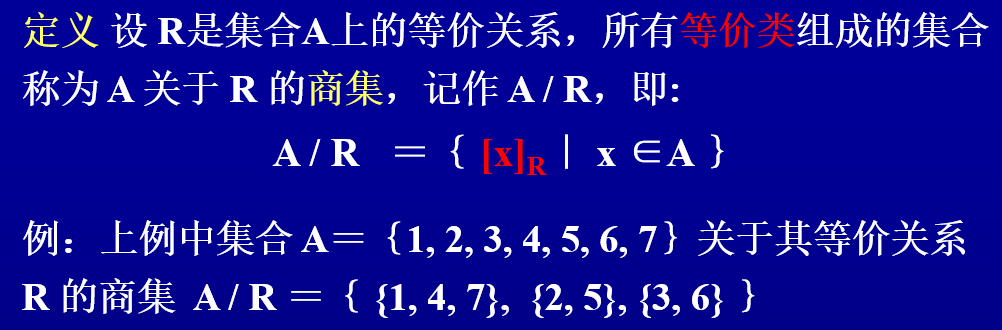 定义 设 R是集合A上的等价关系，所有等价类组成的集合
称为 A 关于 R 的商集，记作 A / R，即:
A / R ＝｛ [x]R｜ x ∈A ｝
例：上例中集合 A＝｛1, 2, 3, 4, 5, 6, 7｝关于其等价关系
R 的商集 A / R ＝｛ {1, 4, 7}, {2, 5}, {3, 6} ｝